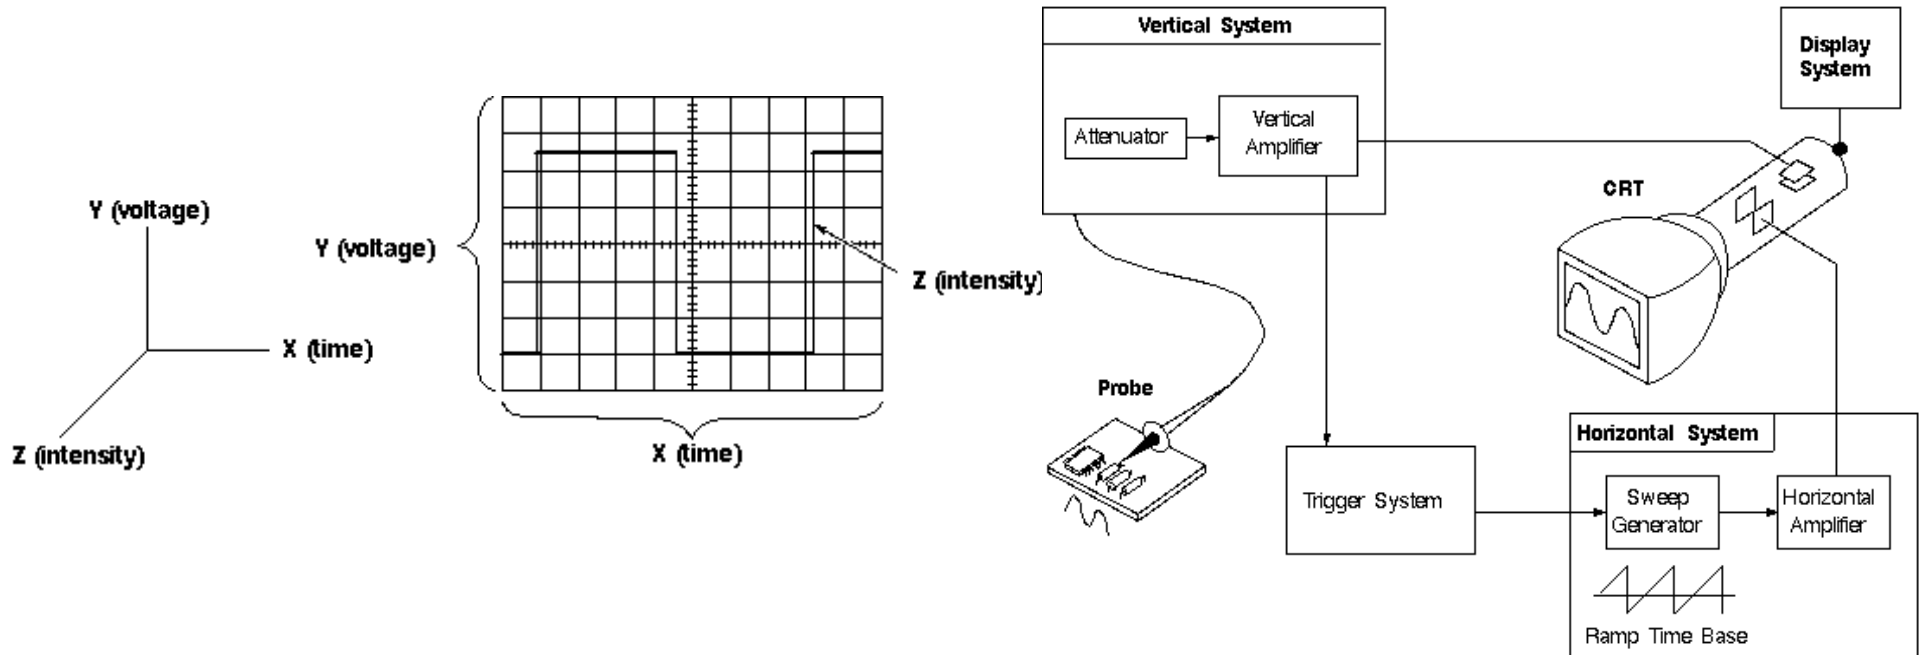 Y (voltage)
X (time)
Z (intensity)
Y (voltage)
Z (intensity)
X (time)
Vertical System
Attenuator
Vertical
Amplifier
Display
System
CRT
Probe
Trigger System
Horizontal System
Sweep
Generator
Horizontal
Amplifier
Ramp Time Base